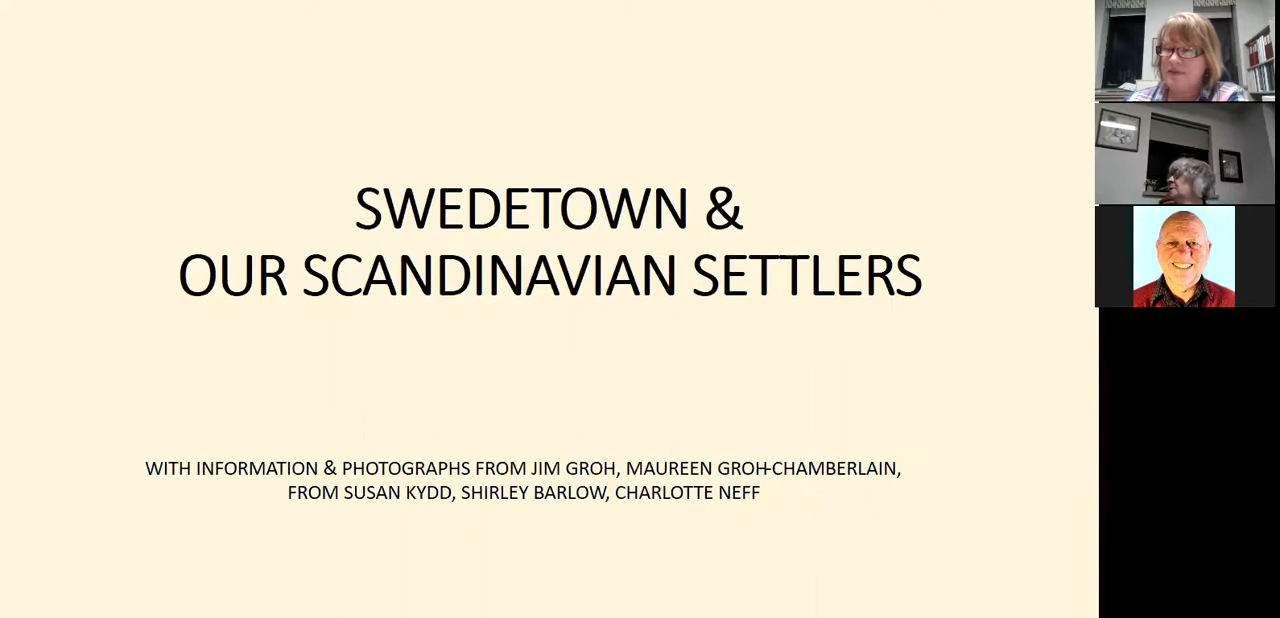 SWEDETOWN &
OUR SCANDINAVIAN SETTLERS
WITH INFORMATION & PHOTOGRAPHS FROM JIM GROH, MAUREEN GROH-CHAMBERLAIN,
FROM SUSAN KYDD, SHIRLEY BARLOW, CHARLOTTE NEFF